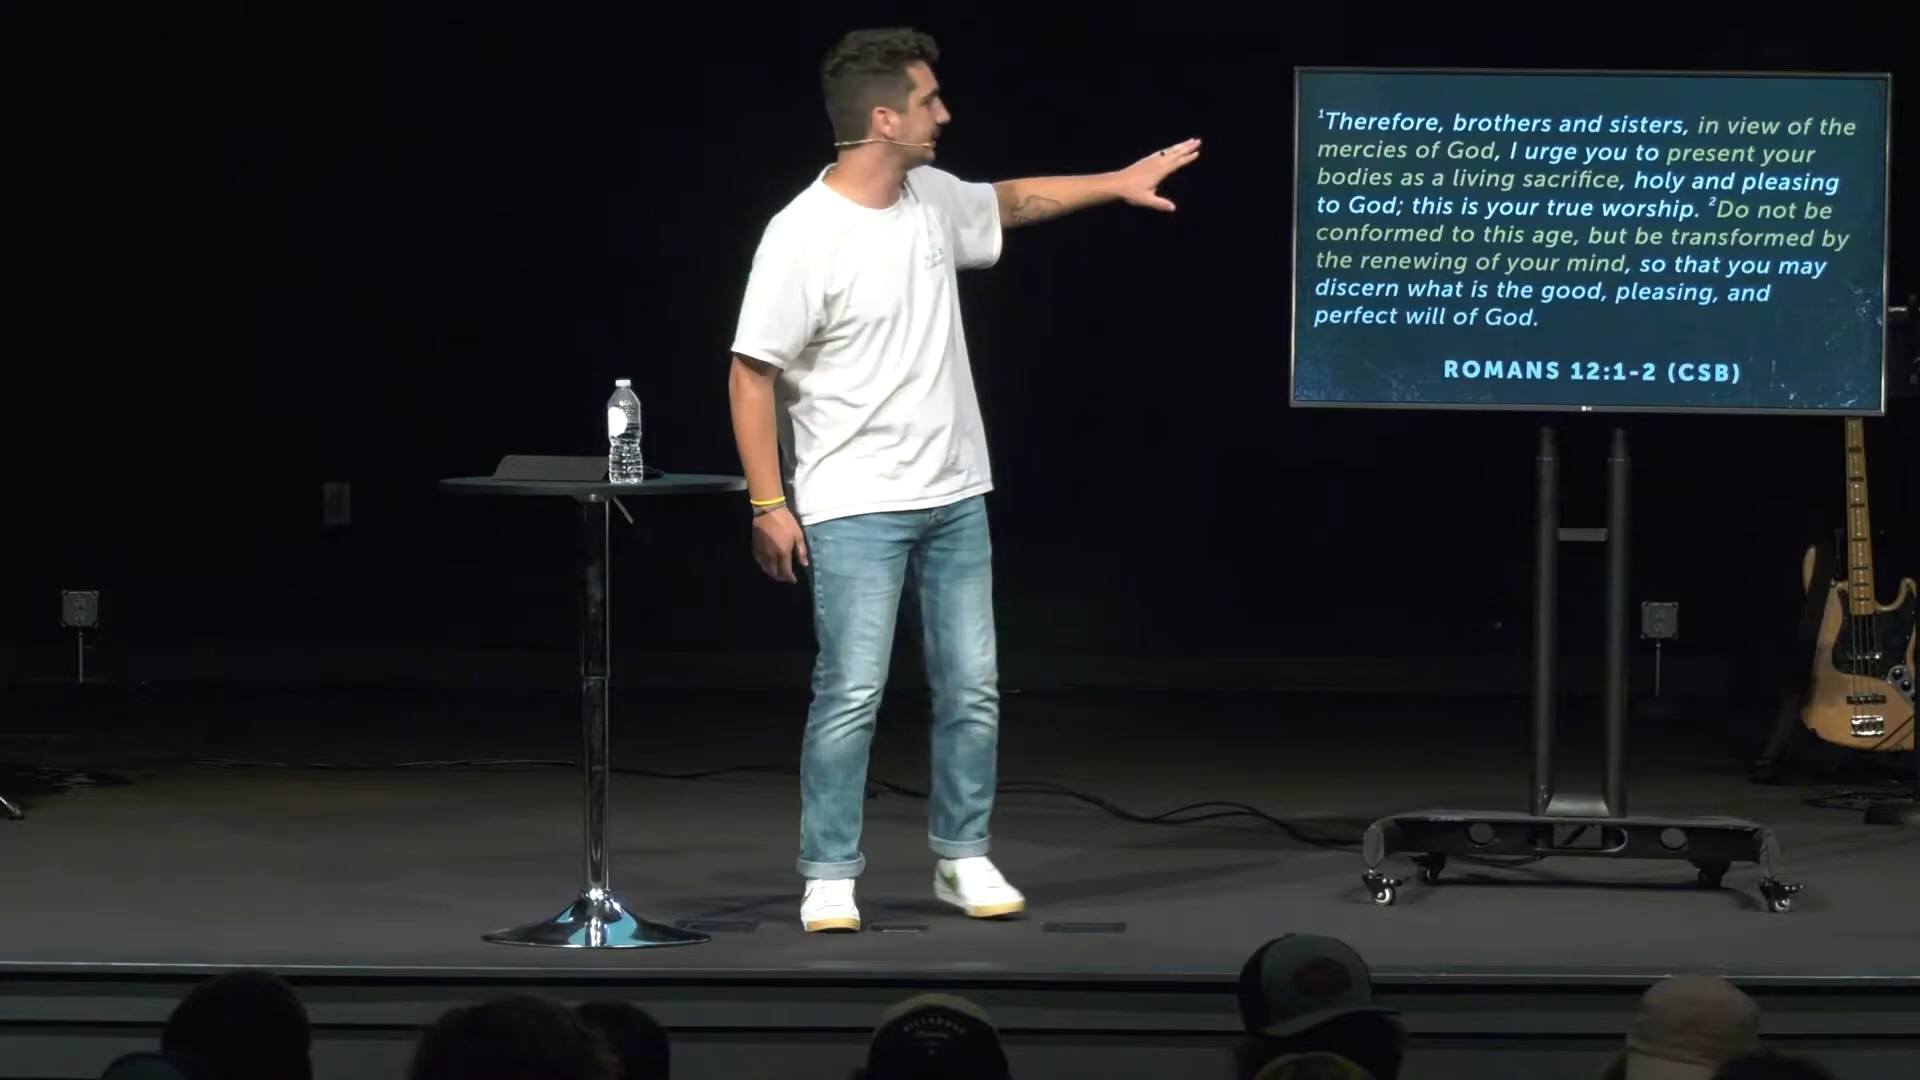 ¹Therefore, brothers and sisters, in view of the
mercies of God, I urge you to present your
bodies as a living sacrifice, holy and pleasing
to God; this is your true worship. ²Do not be
conformed to this age, but be transformed by
the renewing of your mind, so that you may
discern what is the good, pleasing, and
perfect will of God.
ROMANS 12:1-2 (CSB)